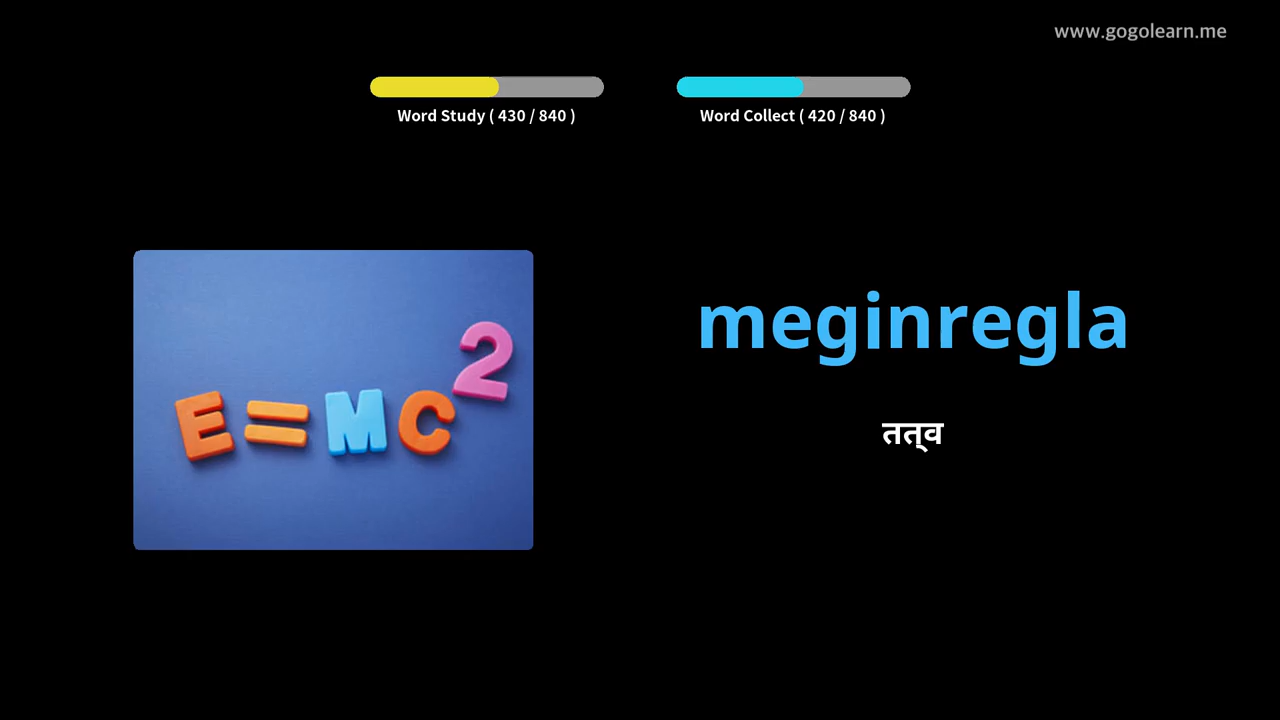 www.gogolearn.me
Word Study ( 430 / 840 )
Word Collect ( 420 / 840 )
E=MC²
meginregla
तत्व